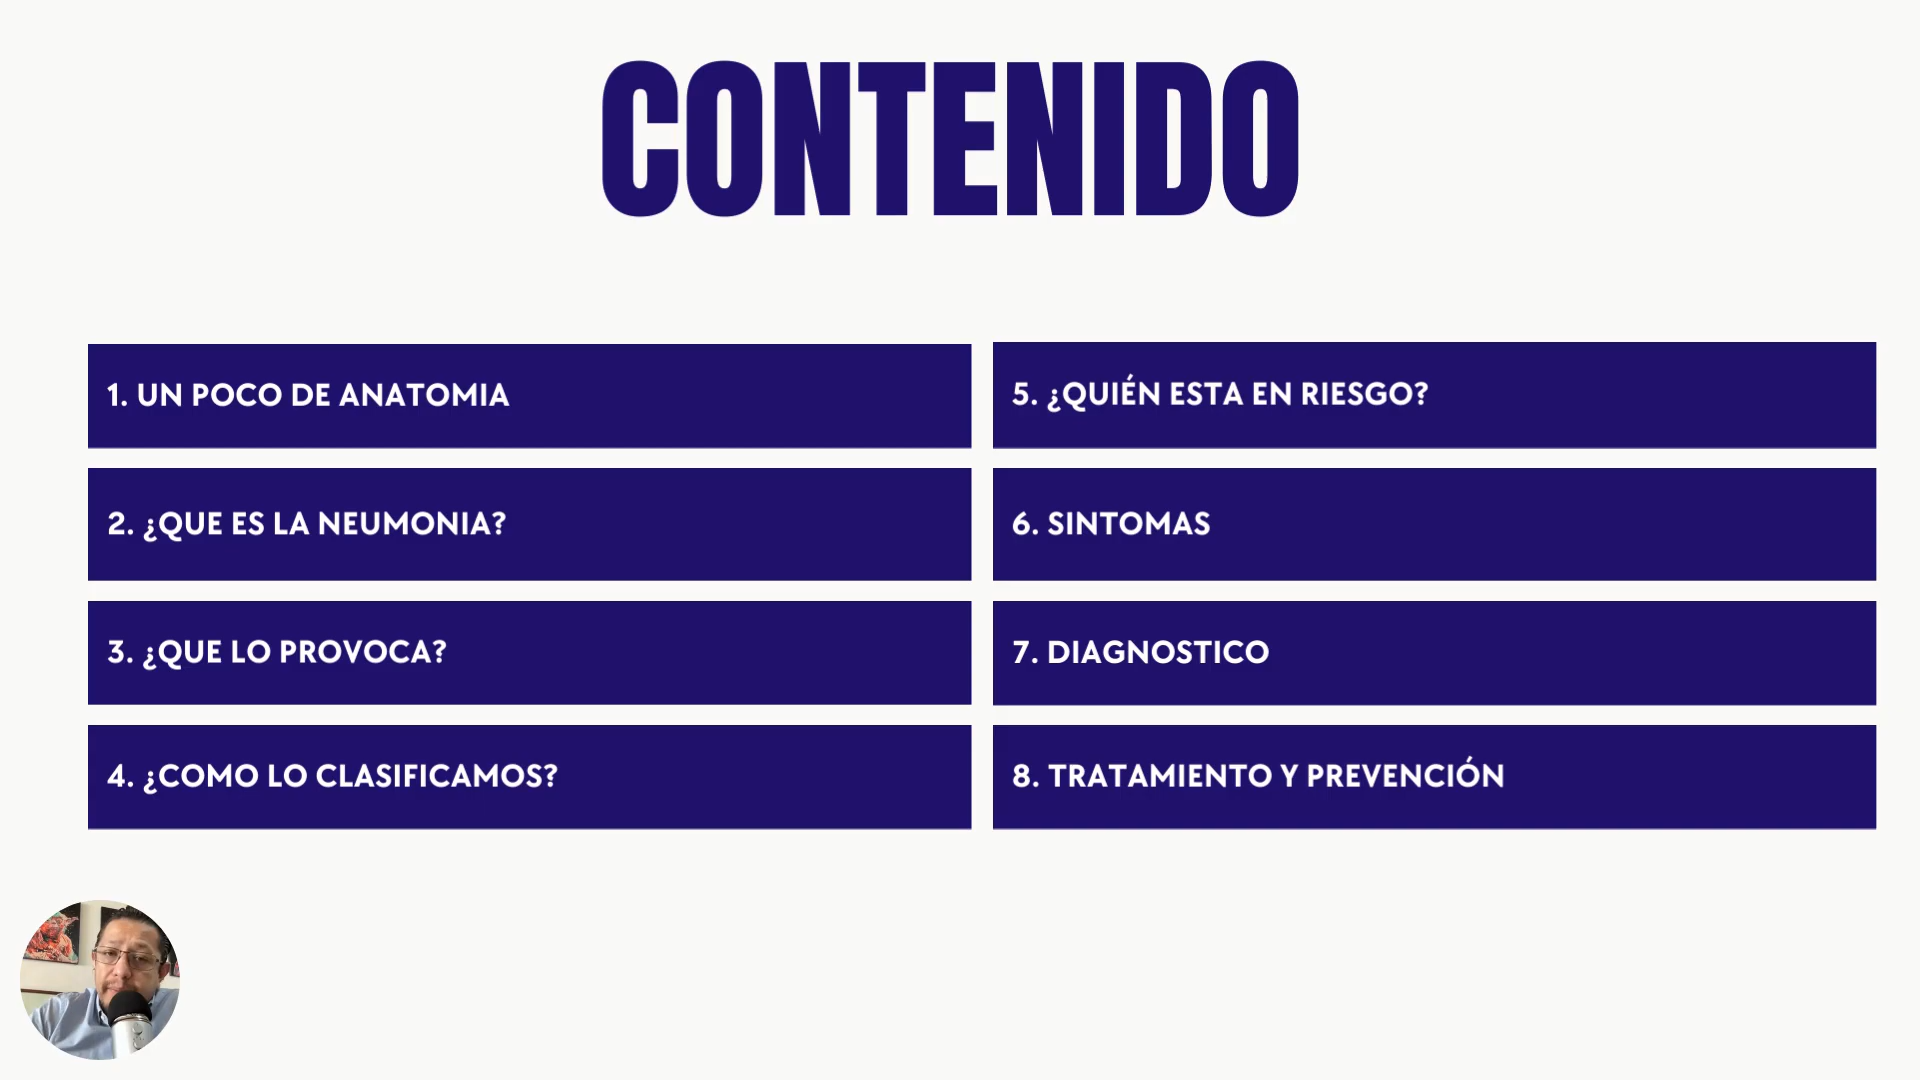 CONTENIDO
1. UN POCO DE ANATOMIA
2. ¿QUE ES LA NEUMONIA?
3. ¿QUE LO PROVOCA?
4. ¿COMO LO CLASIFICAMOS?
5. ¿QUIÉN ESTA EN RIESGO?
6. SINTOMAS
7. DIAGNOSTICO
8. TRATAMIENTO Y PREVENCIÓN